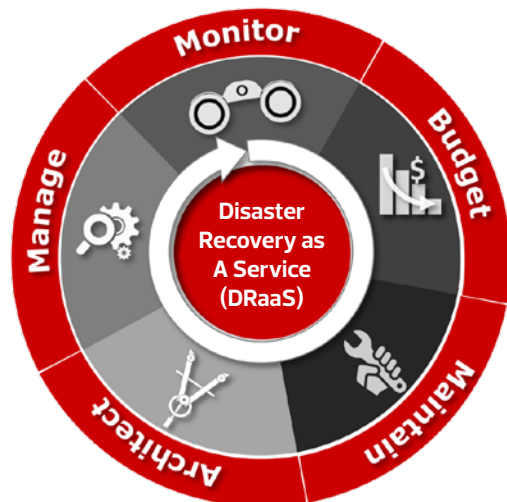 Monitor
Budget
Maintain
Architect
Manage
$
Disaster
Recovery as
A Service
(DRaaS)